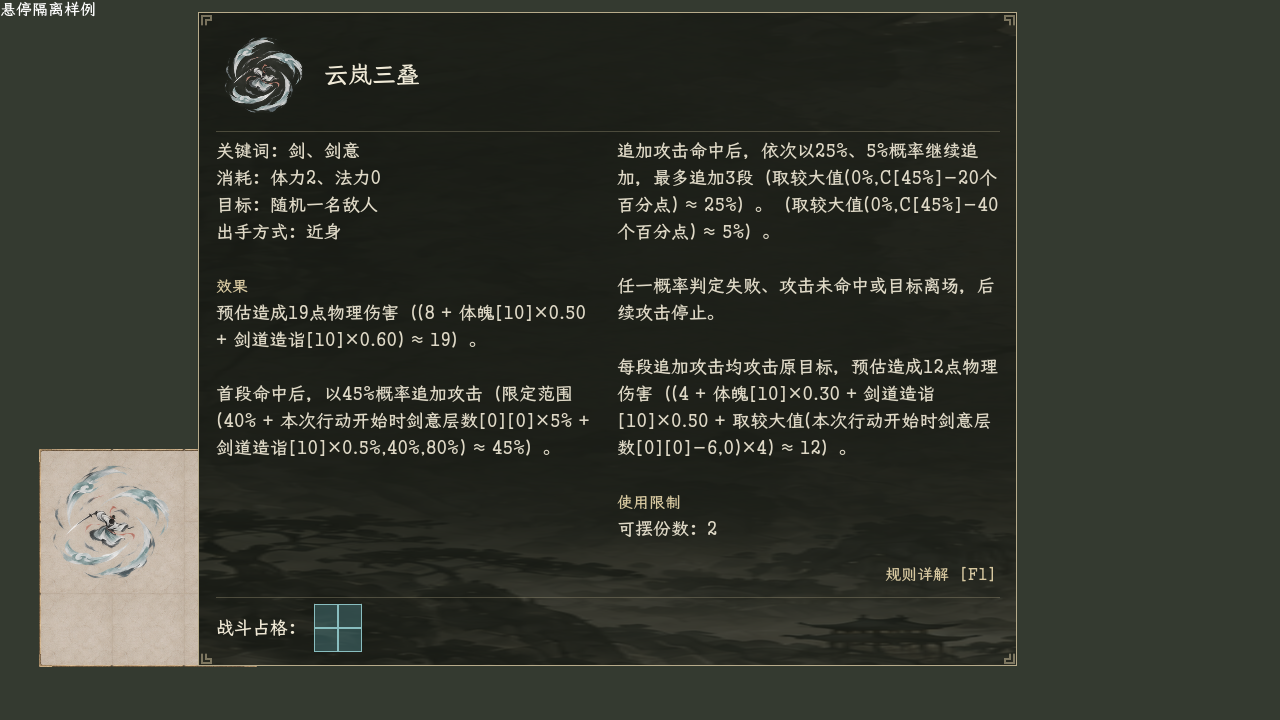 悬停隔离样例
云岚三叠
关键词：剑、剑意
消耗：体力2、法力0
目标：随机一名敌人
出手方式：近身
效果
预估造成19点物理伤害（(8 + 体魄[10]×0.50
+ 剑道造诣[10]×0.60) ≈ 19）。
首段命中后，以45%概率追加攻击（限定范围
(40% + 本次行动开始时剑意层数[0][0]×5% +
剑道造诣[10]×0.5%,40%,80%) ≈ 45%）。
追加攻击命中后，依次以25%、5%概率继续追
加，最多追加3段（取较大值(0%,C[45%]-20个
百分点) ≈ 25%）。（取较大值(0%,C[45%]-40
个百分点) ≈ 5%）。
任一概率判定失败、攻击未命中或目标离场，后
续攻击停止。
每段追加攻击均攻击原目标，预估造成12点物理
伤害（(4 + 体魄[10]×0.30 + 剑道造诣
[10]×0.50 + 取较大值(本次行动开始时剑意层
数[0][0]-6,0)×4) ≈ 12）。
使用限制
可摆份数：2
规则详解 [F1]
战斗占格：